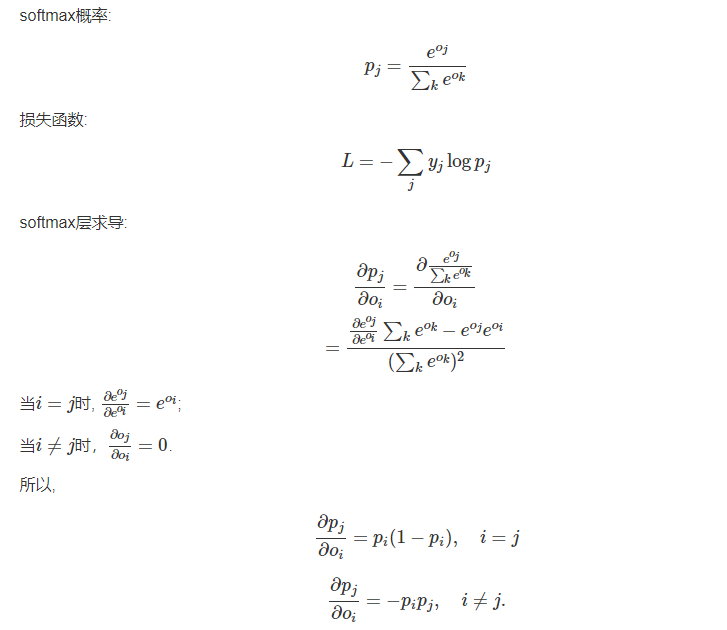 softmax概率:
$p_j = \frac{e^{o_j}}{\sum_k e^{o_k}}$
损失函数:
$L = -\sum_j y_j \log p_j$
softmax层求导:
$\frac{\partial p_j}{\partial o_i} = \frac{\partial \frac{e^{o_j}}{\sum_k e^{o_k}}}{\partial o_i}$
$= \frac{\frac{\partial e^{o_j}}{\partial e^{o_i}} \sum_k e^{o_k} - e^{o_j} e^{o_i}}{(\sum_k e^{o_k})^2}$
当$i = j$时, $\frac{\partial e^{o_j}}{\partial e^{o_i}} = e^{o_i}$;
当$i \neq j$时，$\frac{\partial o_j}{\partial o_i} = 0$.
所以,
$\frac{\partial p_j}{\partial o_i} = p_i(1 - p_i), \quad i = j$
$\frac{\partial p_j}{\partial o_i} = -p_i p_j, \quad i \neq j.$